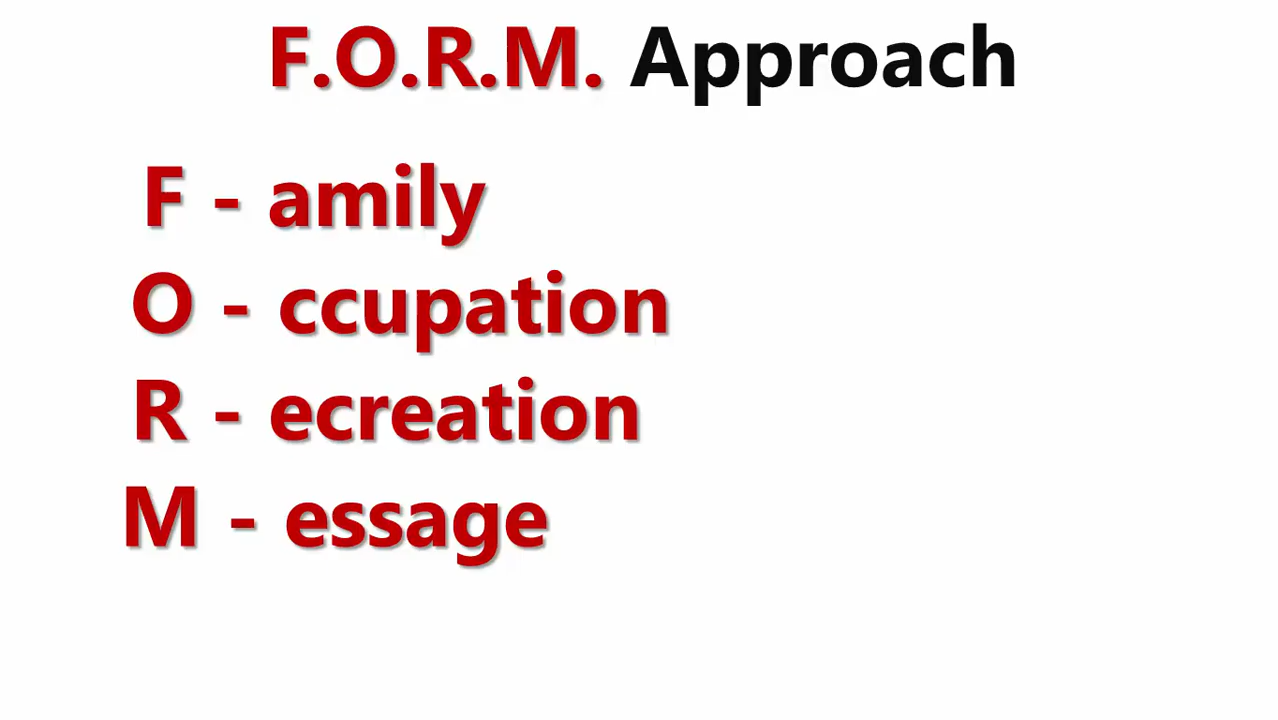 F.O.R.M. Approach
F - amily
O - ccupation
R - ecreation
M - essage